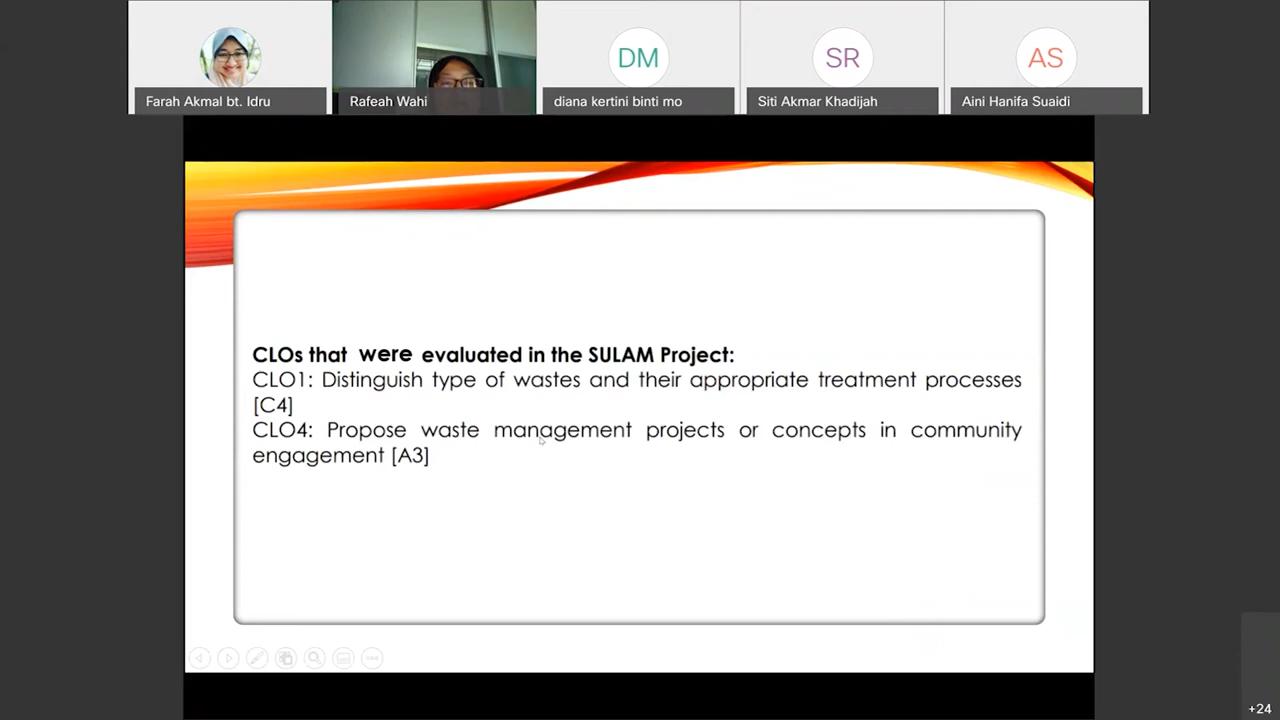 DM
SR
AS
Farah Akmal bt. Idru
Rafeah Wahi
diana kertini binti mo
Siti Akmar Khadijah
Aini Hanifa Suaidi
CLOs that were evaluated in the SULAM Project:
CLO1: Distinguish type of wastes and their appropriate treatment processes
[C4]
CLO4: Propose waste management projects or concepts in community
engagement [A3]
+24